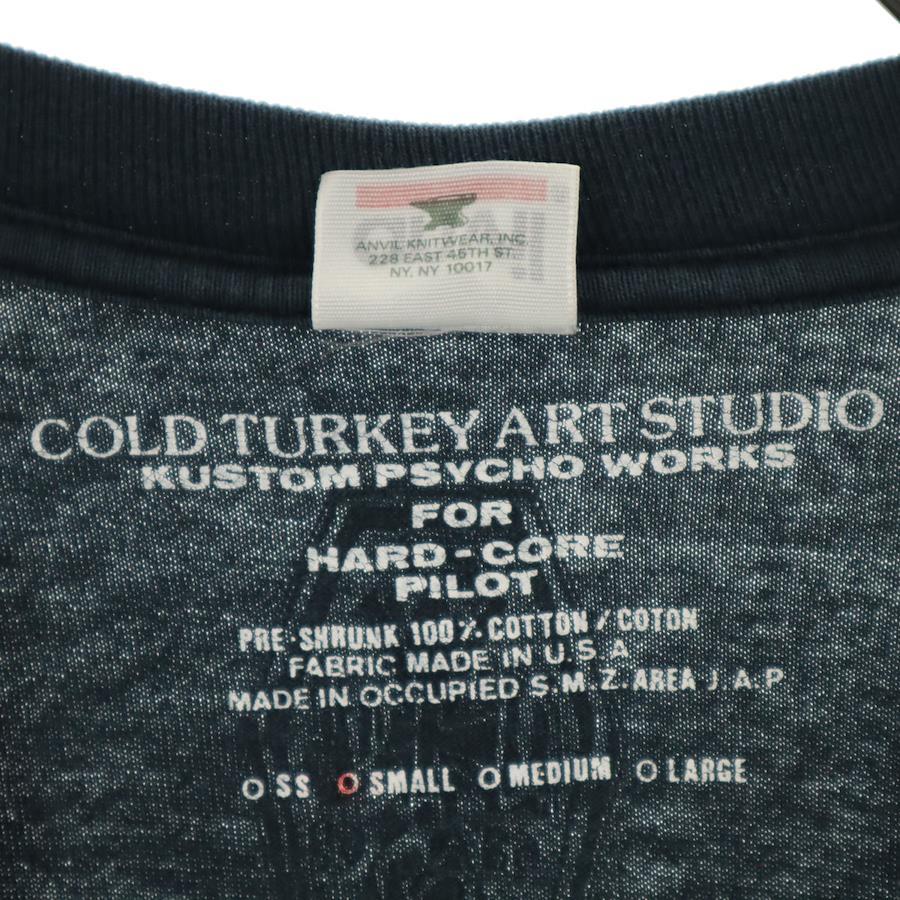 ANVIL KNITWEAR, INC.
228 EAST 45TH ST.
NY, NY 10017
COLD TURKEY ART STUDIO
KUSTOM PSYCHO WORKS
FOR
HARD-CORE
PILOT
PRE-SHRUNK 100% COTTON / COTON
FABRIC MADE IN U.S.A
MADE IN OCCUPIED S.M.Z. AREA J.A.P
SS SMALL MEDIUM LARGE